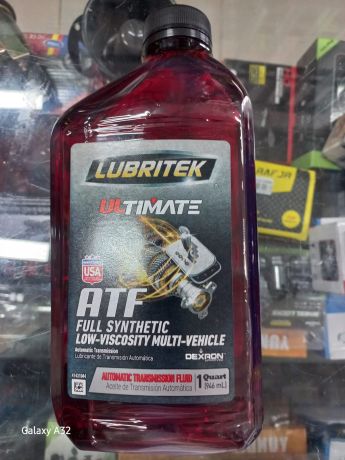 LUBRITEK
ULTIMATE
USA
ATF
FULL SYNTHETIC
LOW-VISCOSITY MULTI-VEHICLE
Automatic Transmission
Lubricante de Transmisión Automática
DEXRON
AUTOMATIC TRANSMISSION FLUID
Aceite de Transmisión Automática
1 Quart
(946 mL)
Galaxy A32